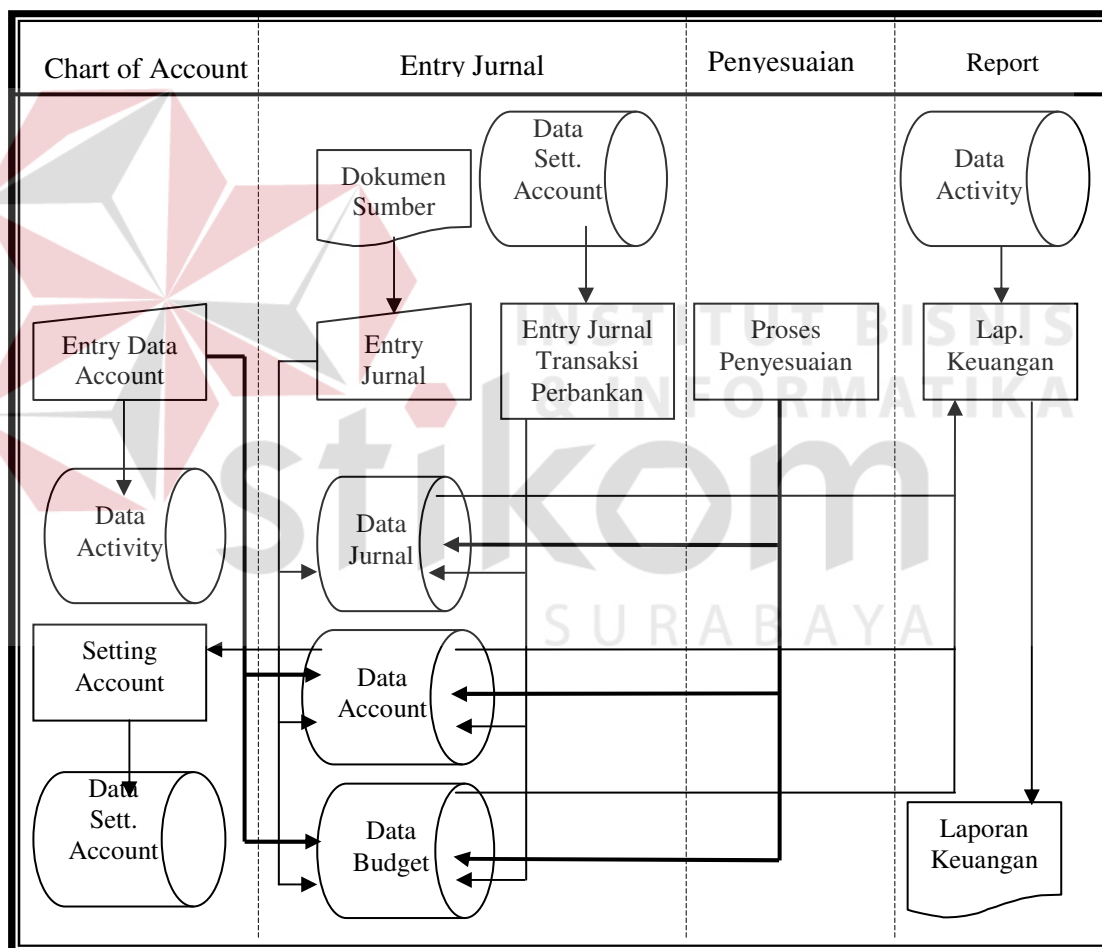 Chart of Account
Entry Jurnal
Penyesuaian
Report
Dokumen
Sumber
Data
Sett.
Account
Data
Activity
Entry Data
Account
Entry
Jurnal
Entry Jurnal
Transaksi
Perbankan
Proses
Penyesuaian
Lap.
Keuangan
INSTITUT BISNIS
& INFORMATIKA
stikom
SURABAYA
Data
Activity
Data
Jurnal
Setting
Account
Data
Account
Data
Sett.
Account
Data
Budget
Laporan
Keuangan